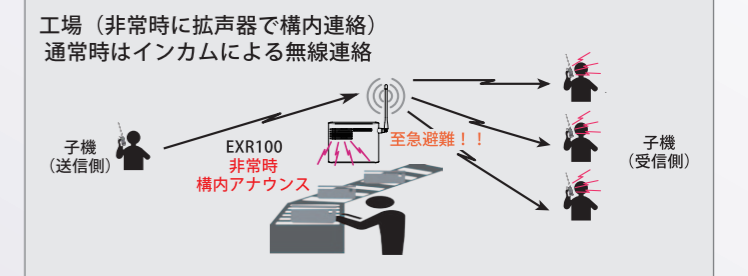 工場（非常時に拡声器で構内連絡）
通常時はインカムによる無線連絡
子機
（送信側）
EXR100
非常時
構内アナウンス
至急避難！！
子機
（受信側）